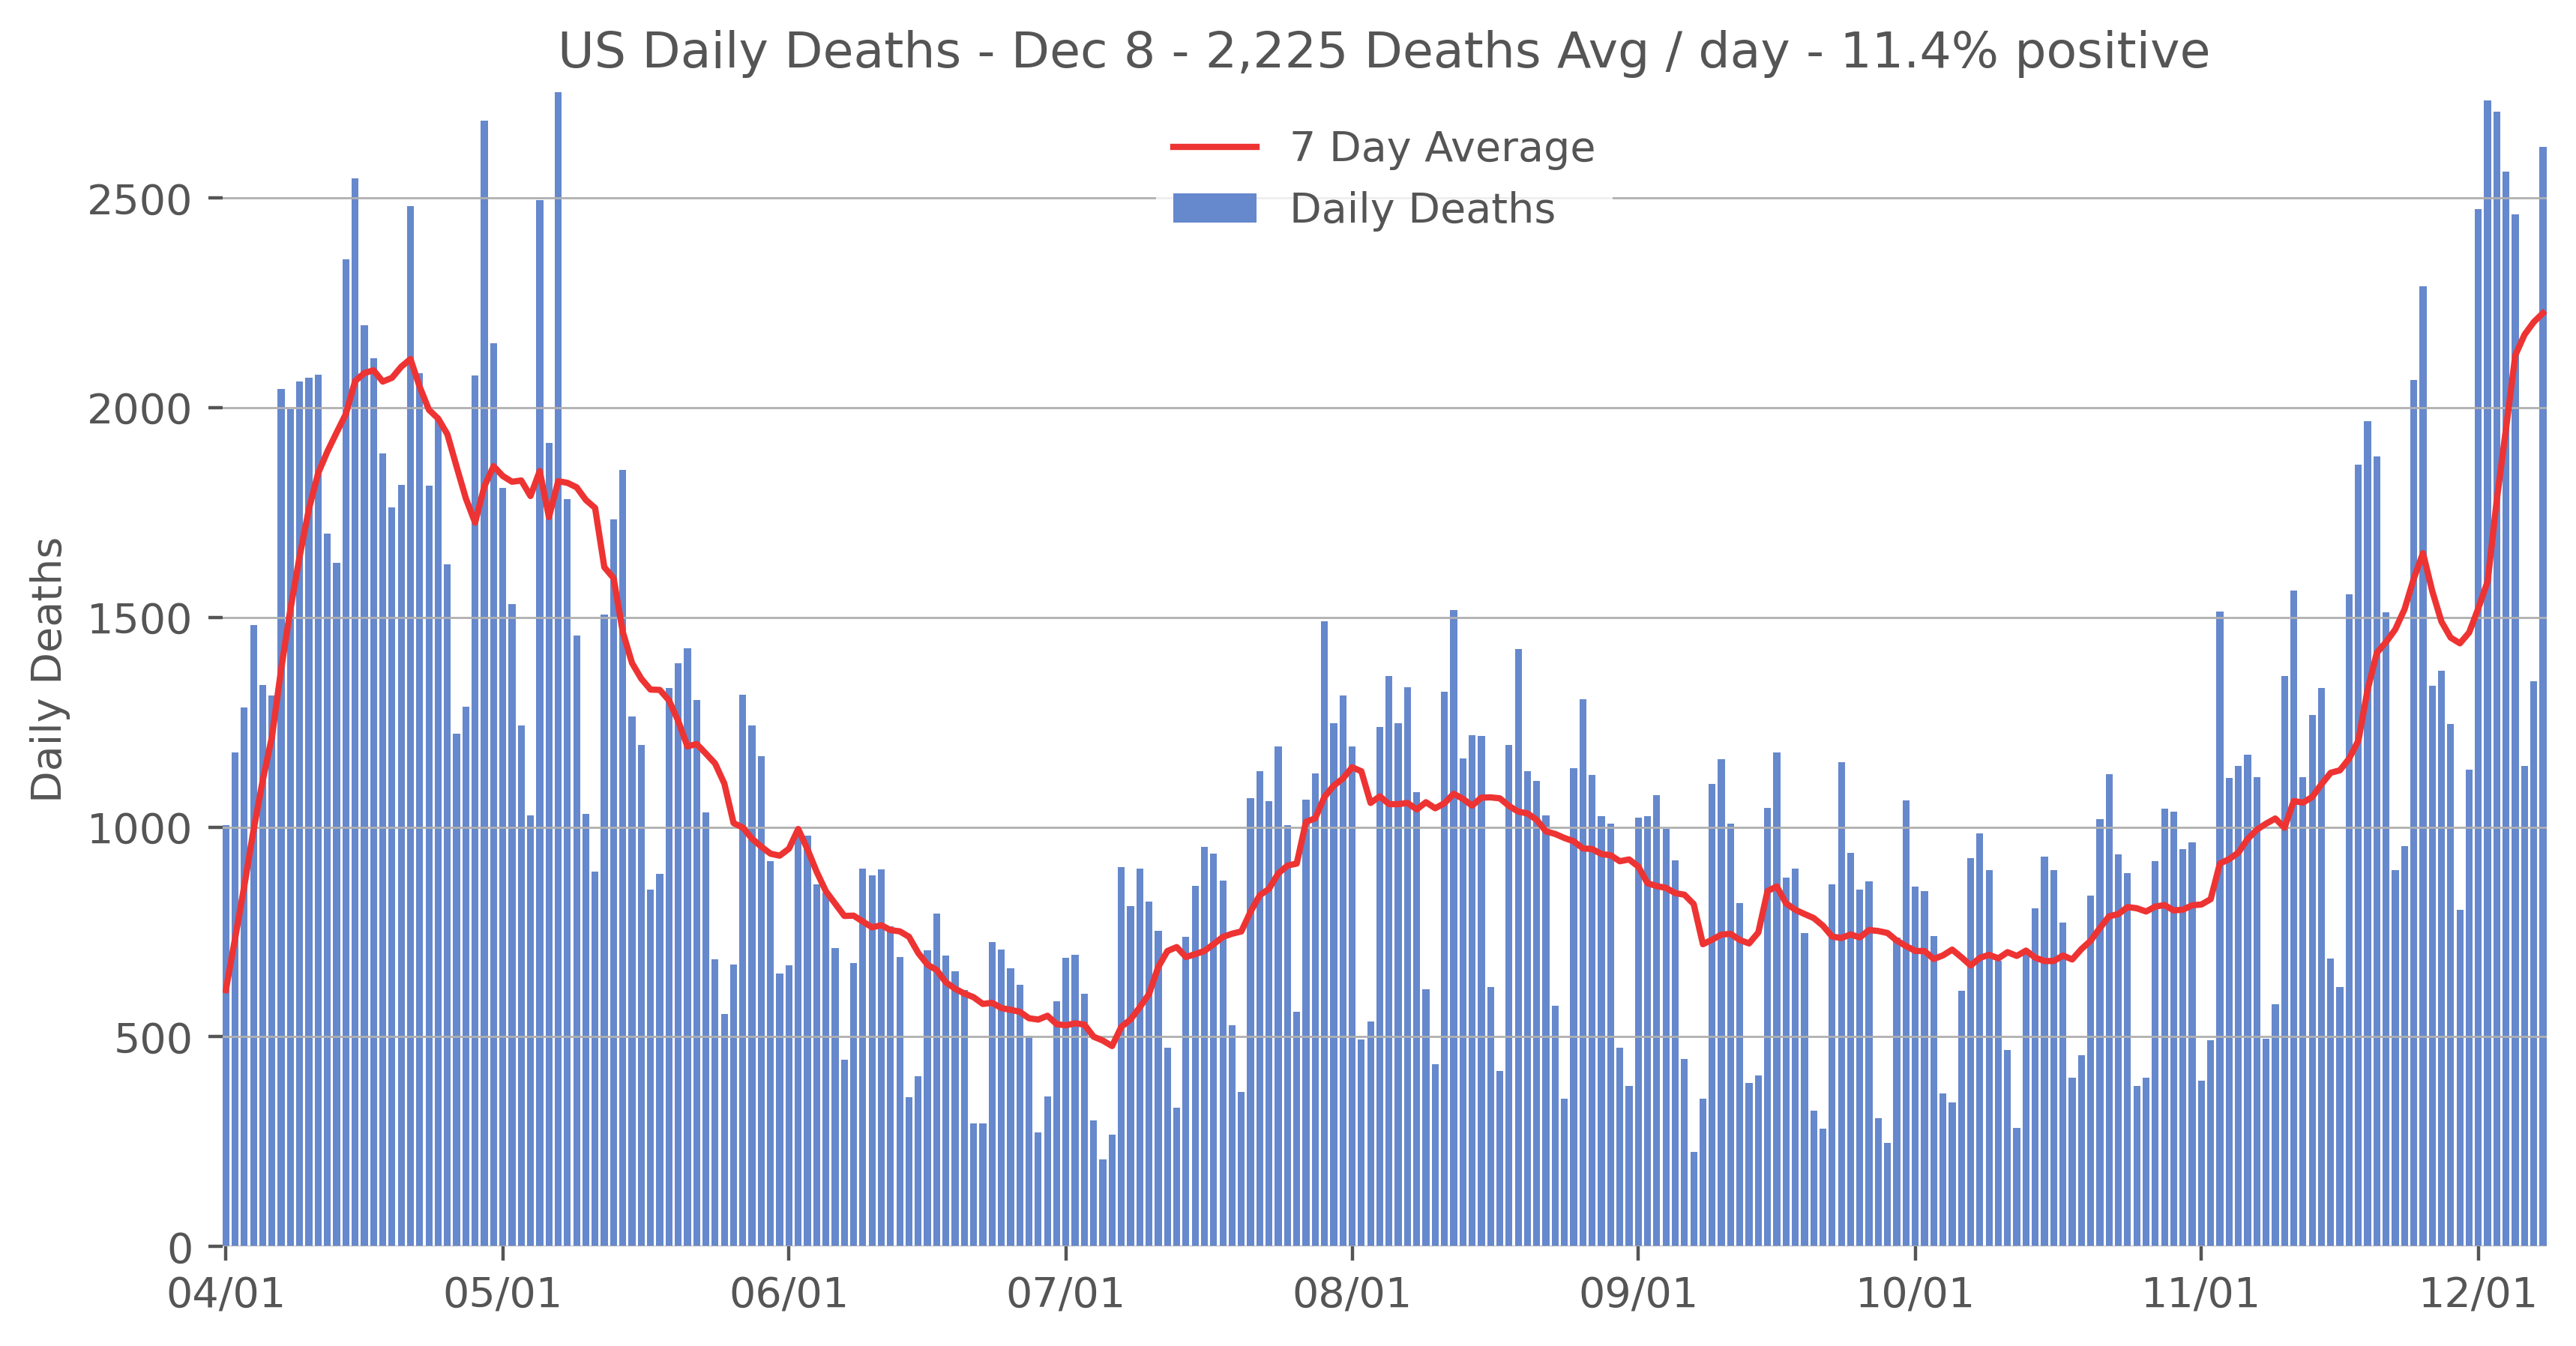 US Daily Deaths - Dec 8 - 2,225 Deaths Avg / day - 11.4% positive
7 Day Average
Daily Deaths
Daily Deaths
2500
2000
1500
1000
500
0
04/01 05/01 06/01 07/01 08/01 09/01 10/01 11/01 12/01